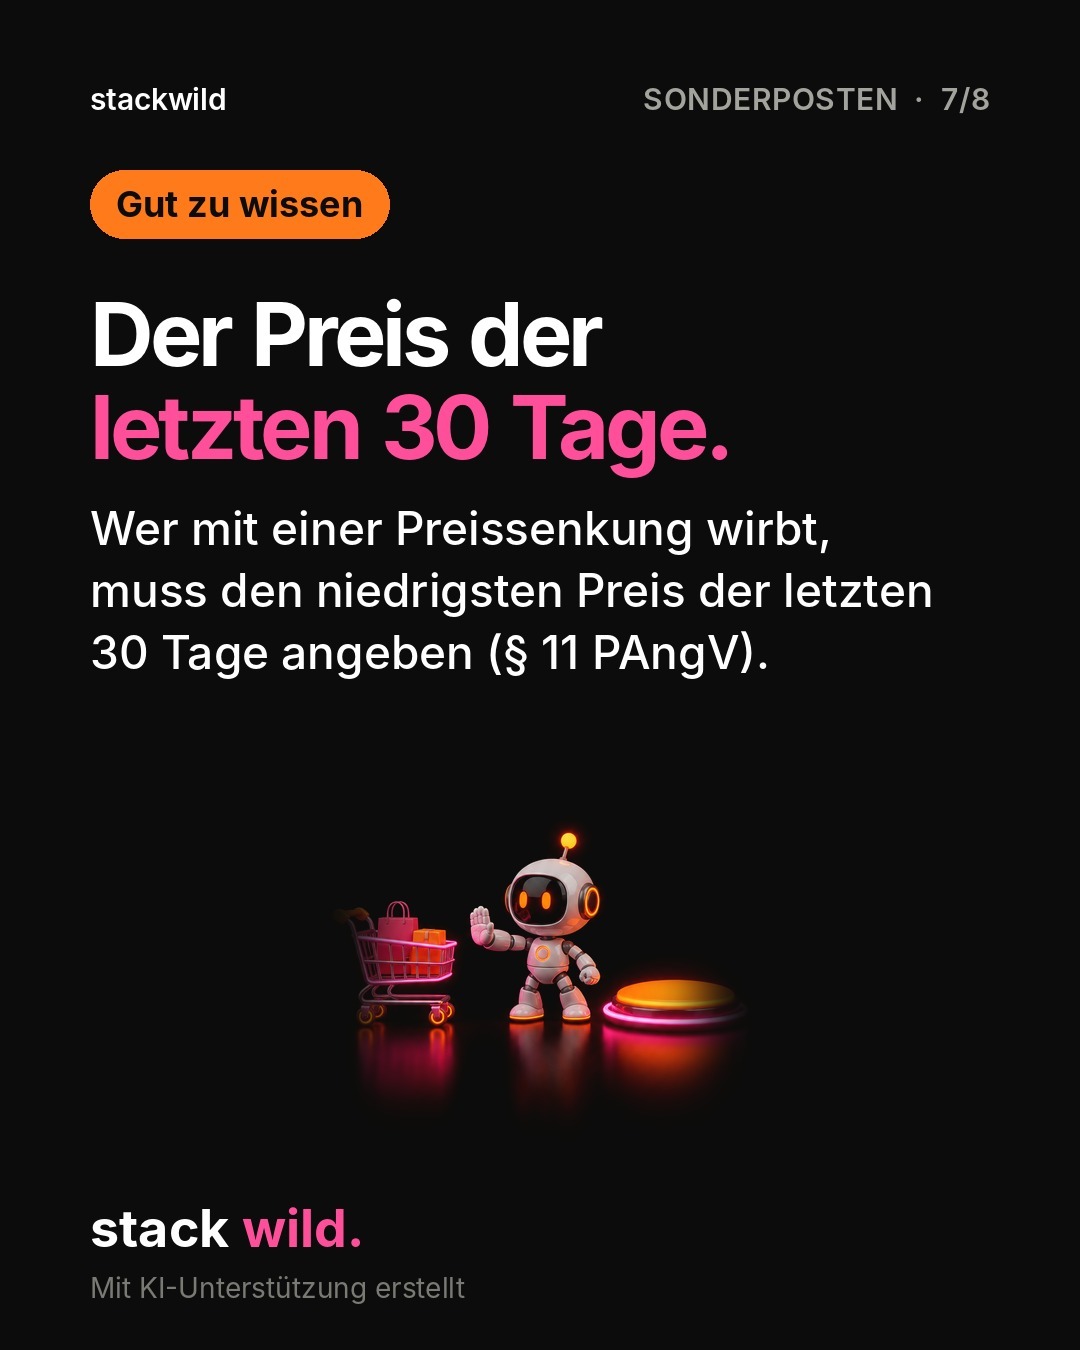 stackwild
SONDERPOSTEN · 7/8
Gut zu wissen
Der Preis der
letzten 30 Tage.
Wer mit einer Preissenkung wirbt,
muss den niedrigsten Preis der letzten
30 Tage angeben (§ 11 PAngV).
stack wild.
Mit KI-Unterstützung erstellt